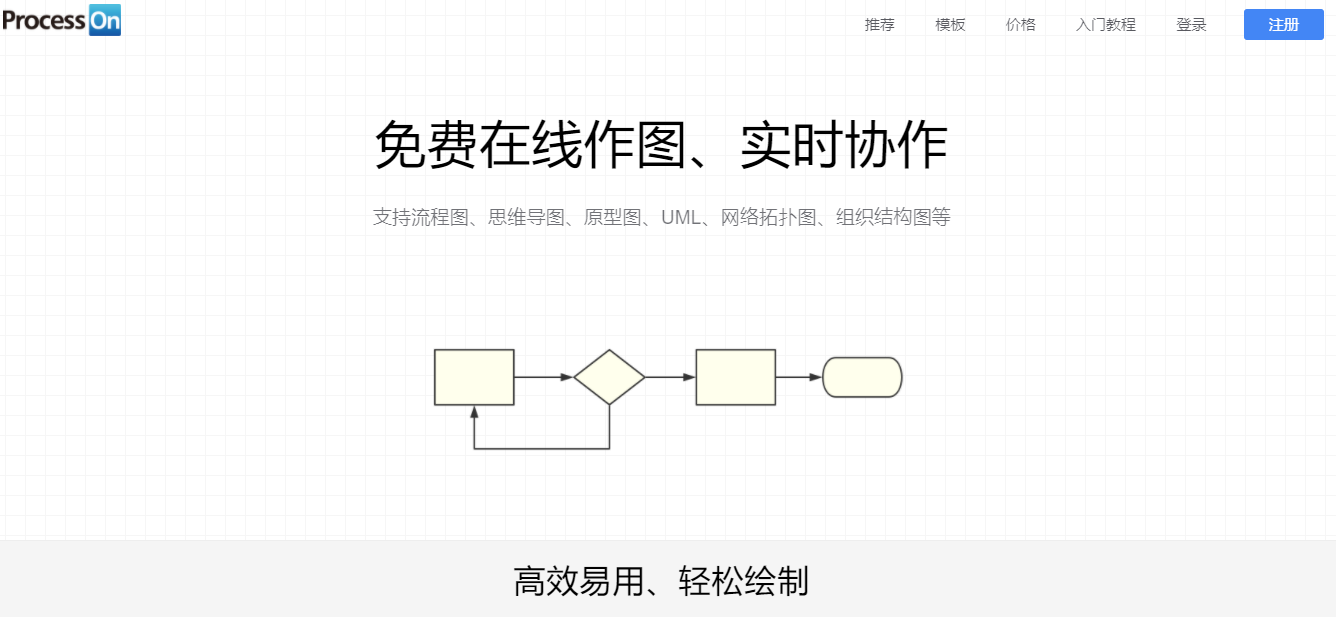 ProcessOn
推荐 模板 价格 入门教程 登录 注册
免费在线作图、实时协作
支持流程图、思维导图、原型图、UML、网络拓扑图、组织结构图等
高效易用、轻松绘制